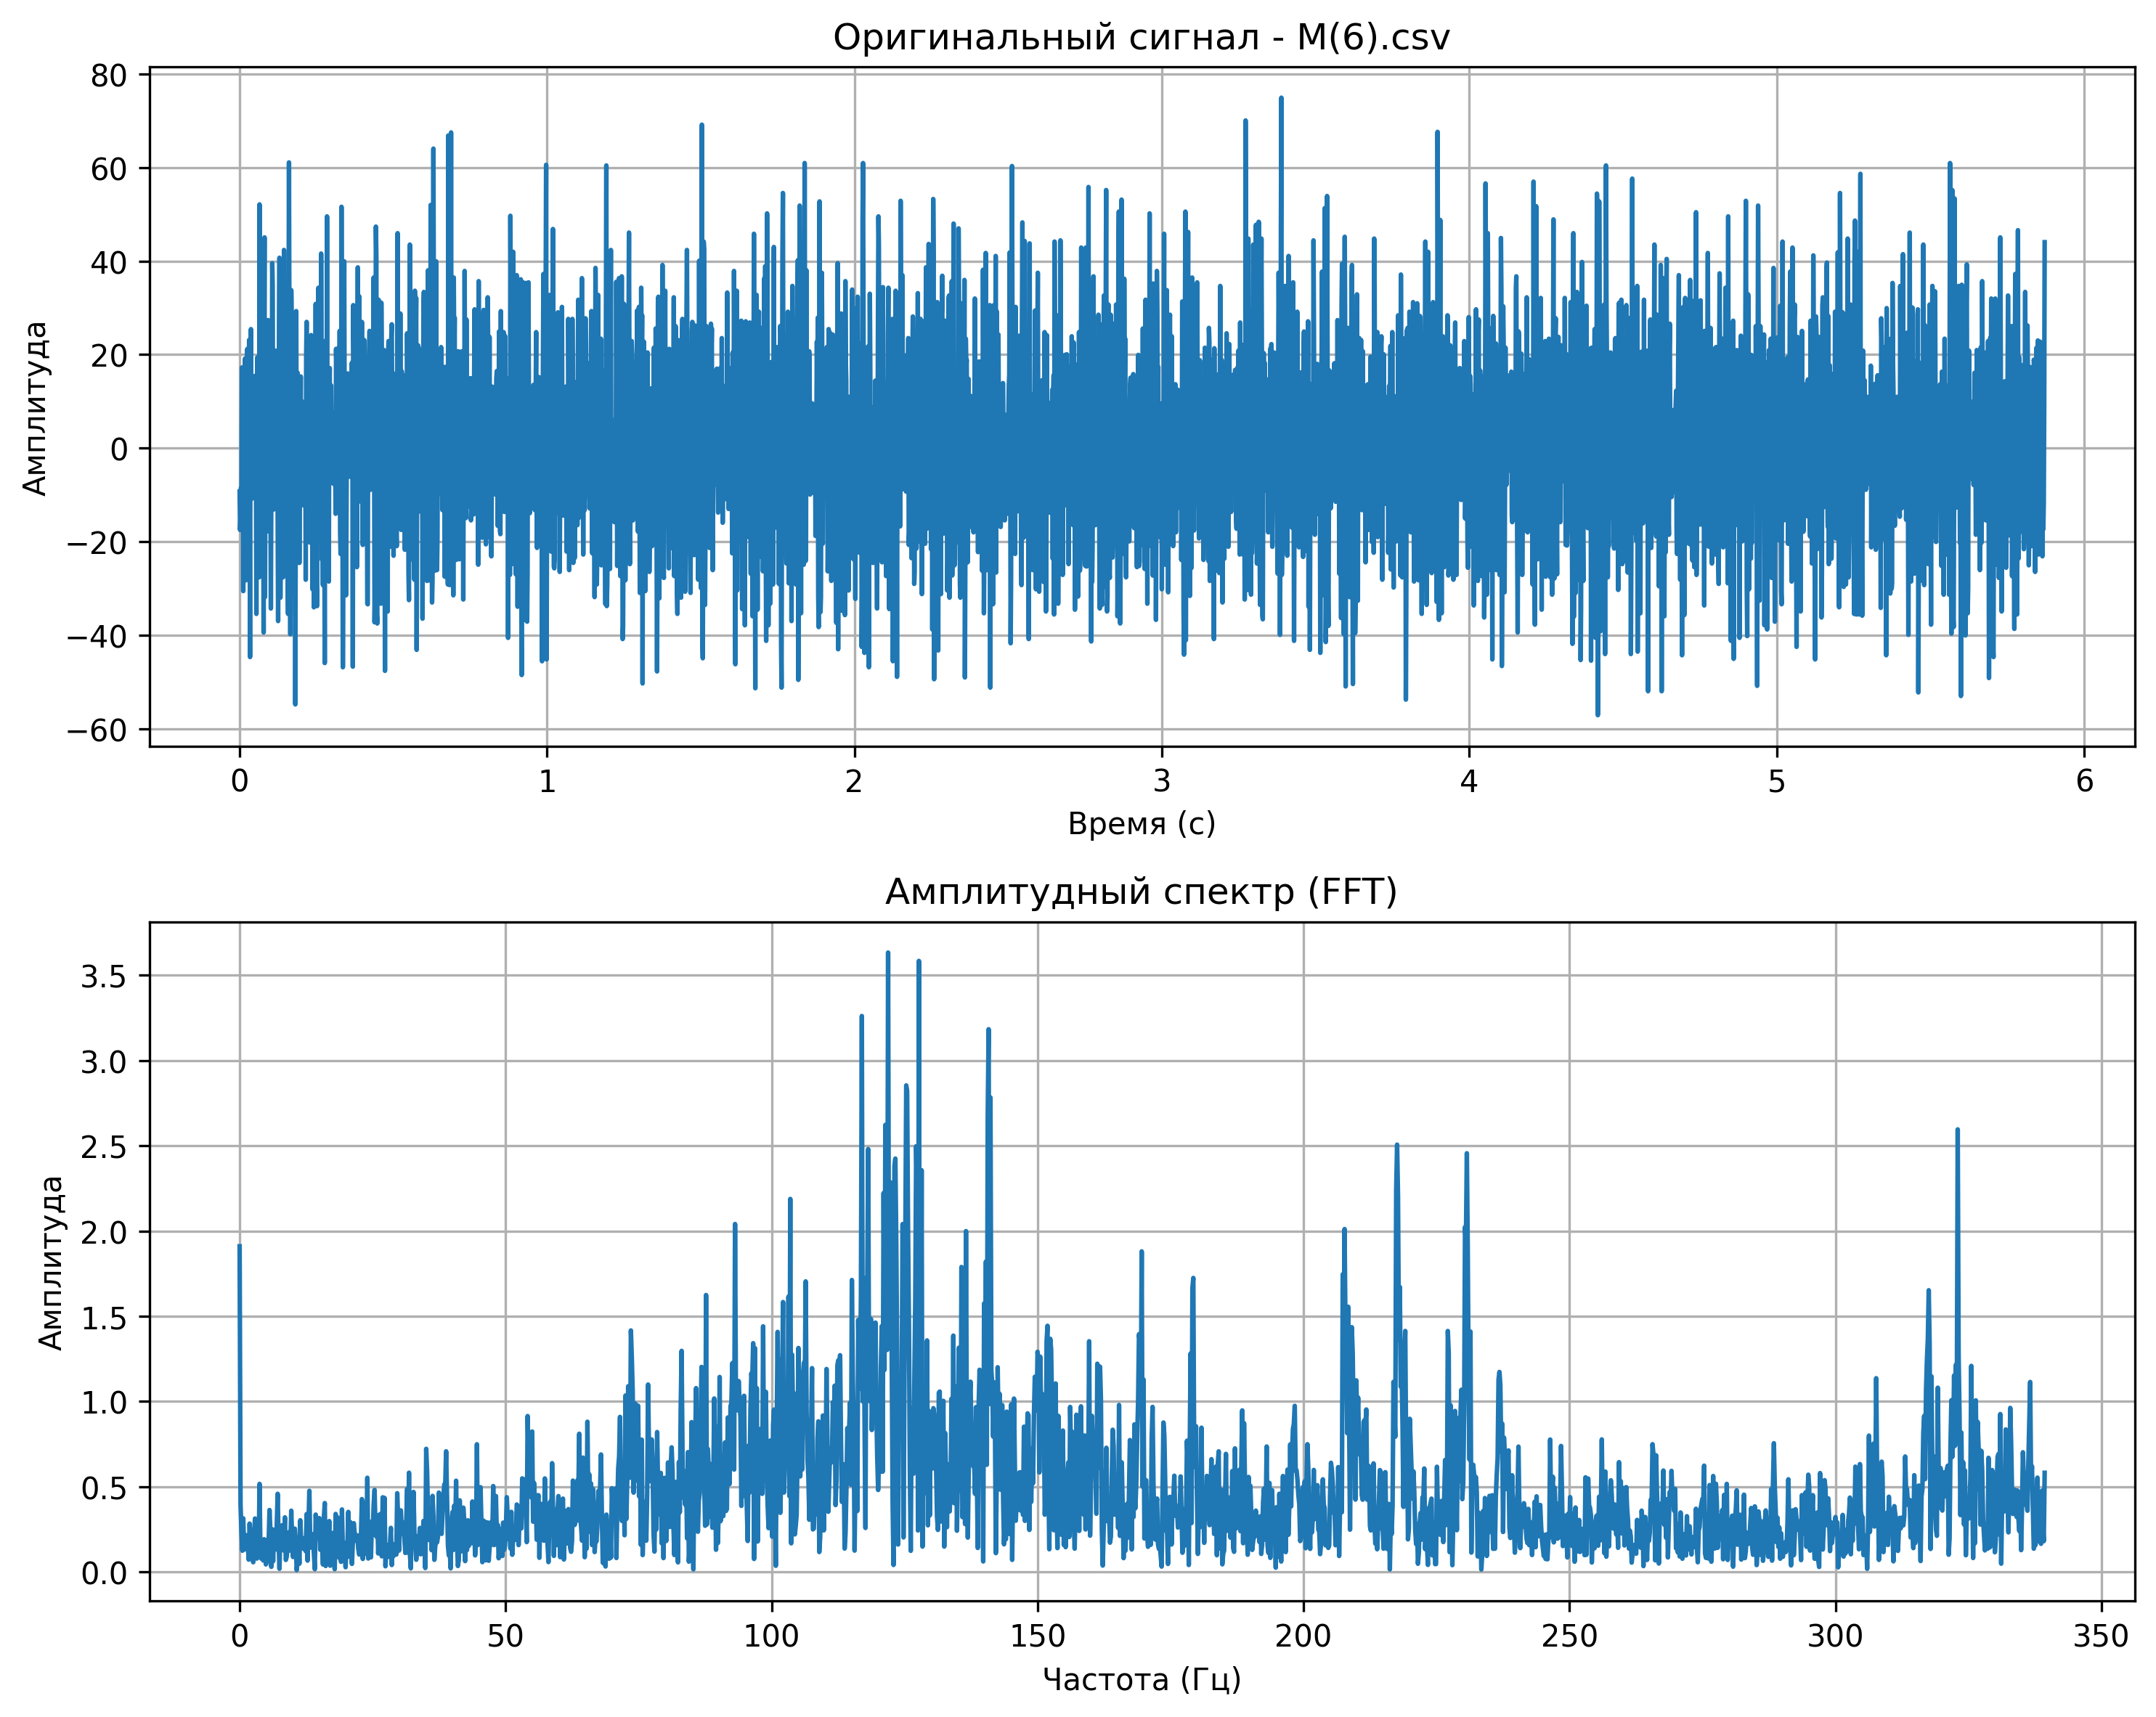 Оригинальный сигнал - M(6).csv
80
60
40
20
0
−20
−40
−60
Амплитуда
0 1 2 3 4 5 6
Время (с)
Амплитудный спектр (FFT)
3.5
3.0
2.5
2.0
1.5
1.0
0.5
0.0
Амплитуда
0 50 100 150 200 250 300 350
Частота (Гц)